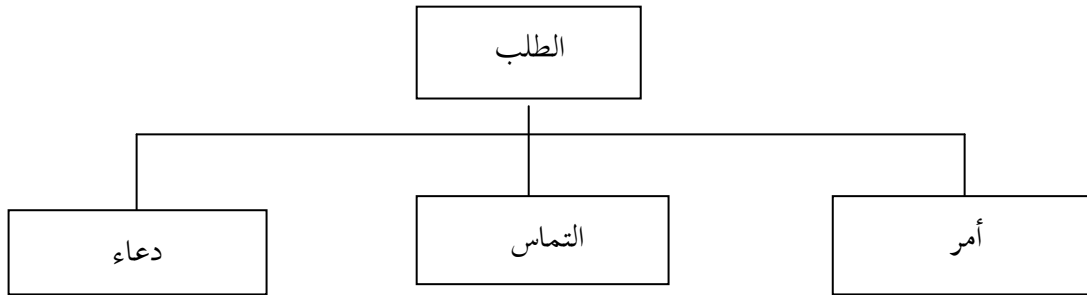 الطلب
أمر
التماس
دعاء